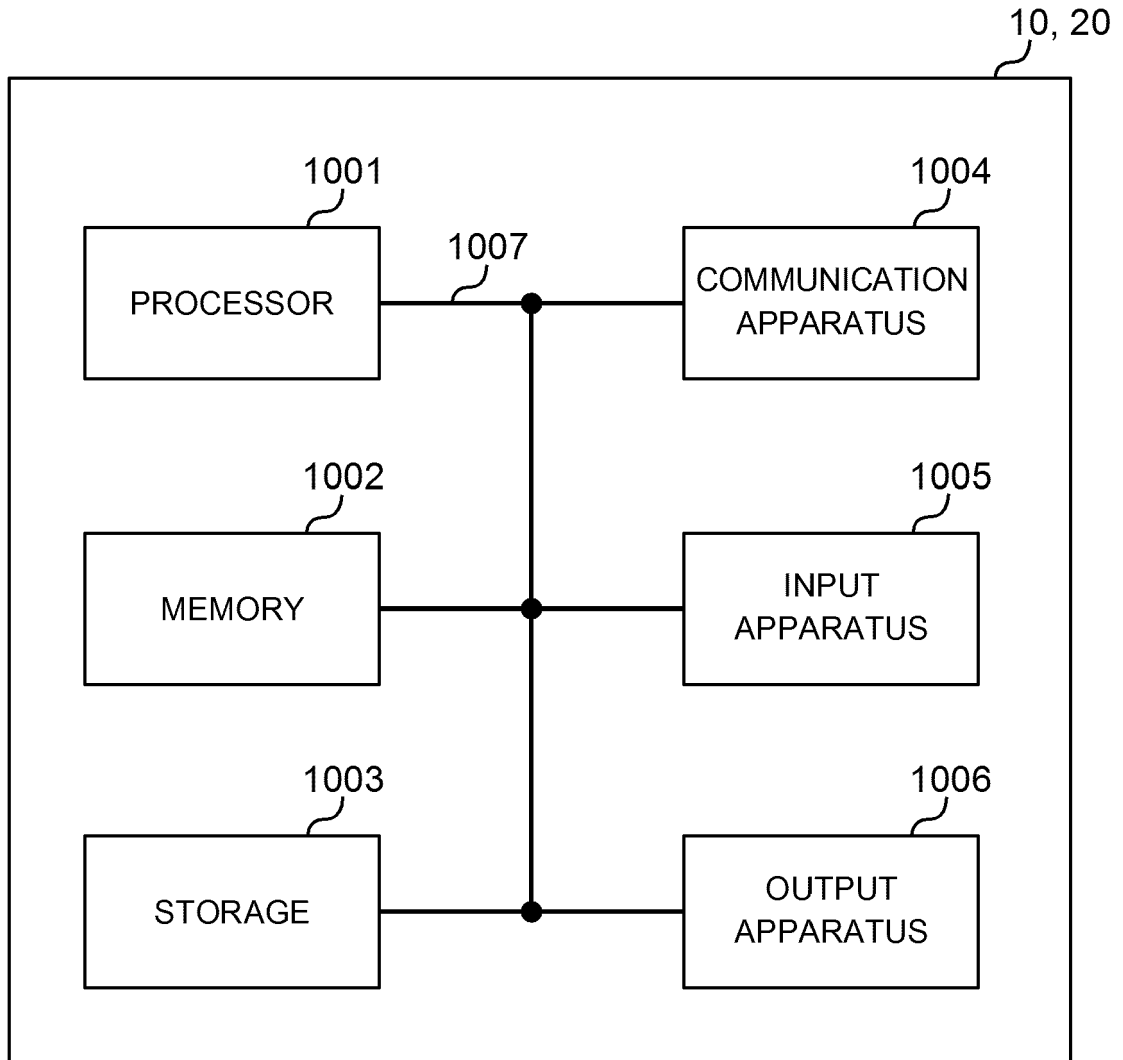 10, 20
1001
1004
1007
PROCESSOR
COMMUNICATION
APPARATUS
1002
1005
MEMORY
INPUT
APPARATUS
1003
1006
STORAGE
OUTPUT
APPARATUS